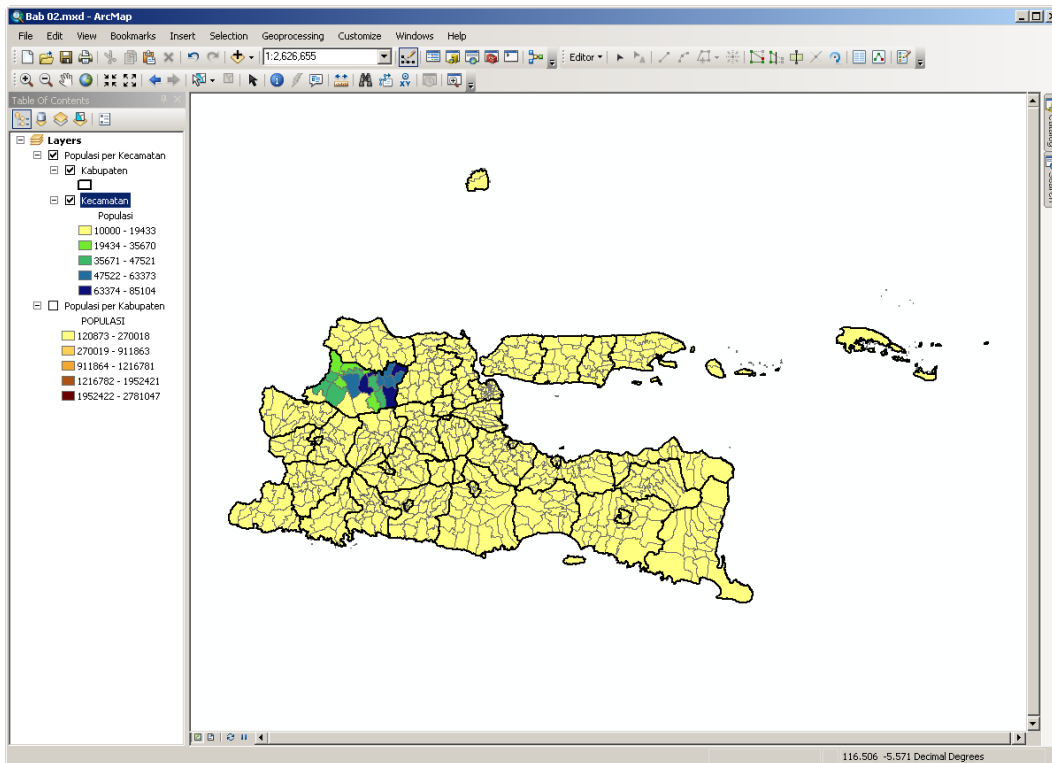 Bab 02.mxd - ArcMap
File Edit View Bookmarks Insert Selection Geoprocessing Customize Windows Help
1:2,626,655 Editor
Table Of Contents
Layers
Populasi per Kecamatan
Kabupaten
Kecamatan
Populasi
10000 - 19433
19434 - 35670
35671 - 47521
47522 - 63373
63374 - 85104
Populasi per Kabupaten
POPULASI
120873 - 270018
270019 - 911863
911864 - 1216781
1216782 - 1952421
1952422 - 2781047
Catalog
Search
116.506 -5.571 Decimal Degrees